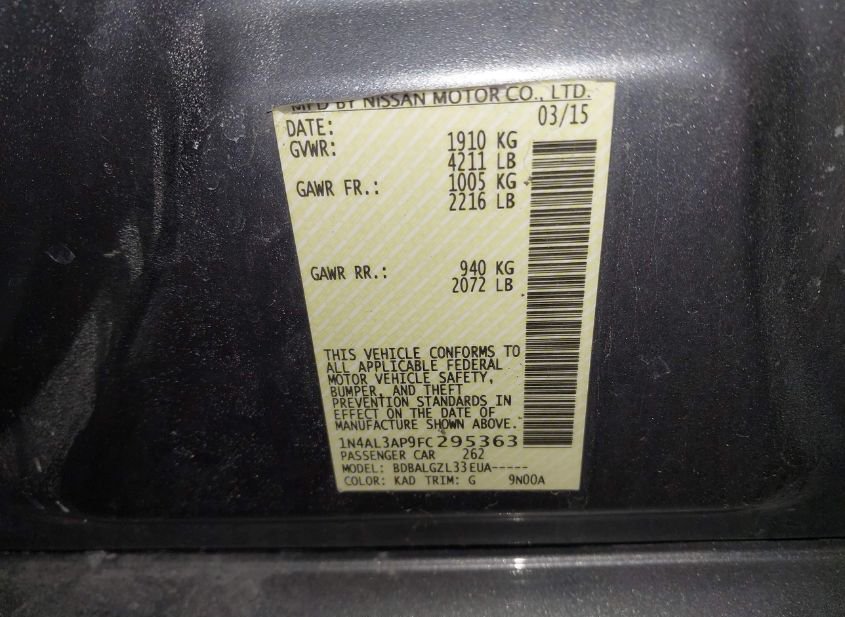 MFD BY NISSAN MOTOR CO., LTD.
DATE: 03/15
GVWR: 1910 KG
4211 LB
GAWR FR.: 1005 KG
2216 LB
GAWR RR.: 940 KG
2072 LB
THIS VEHICLE CONFORMS TO
ALL APPLICABLE FEDERAL
MOTOR VEHICLE SAFETY,
BUMPER, AND THEFT
PREVENTION STANDARDS IN
EFFECT ON THE DATE OF
MANUFACTURE SHOWN ABOVE.
1N4AL3AP9FC295363
PASSENGER CAR 262
MODEL: BDBALGZL33EUA-----
COLOR: KAD TRIM: G 9N00A